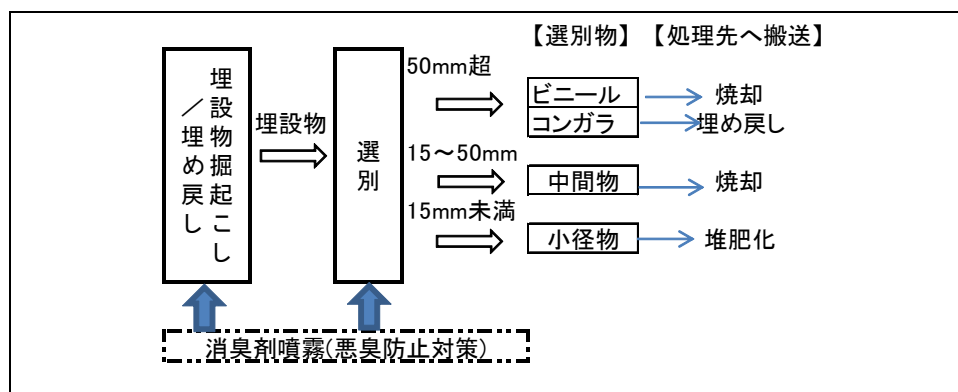 【選別物】 【処理先へ搬送】
埋設物掘起こし
／埋め戻し
埋設物
選別
50mm超
ビニール
焼却
コンガラ
埋め戻し
15～50mm
中間物
焼却
15mm未満
小径物
堆肥化
消臭剤噴霧(悪臭防止対策)